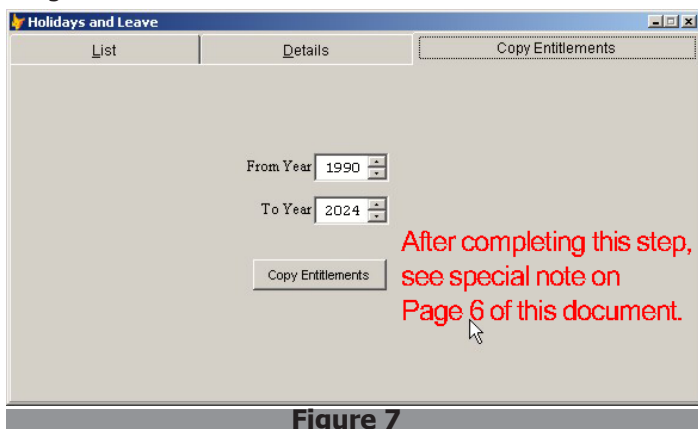 Holidays and Leave
List Details Copy Entitlements
From Year 1990
To Year 2024
After completing this step,
Copy Entitlements see special note on
Page 6 of this document.
Figure 7